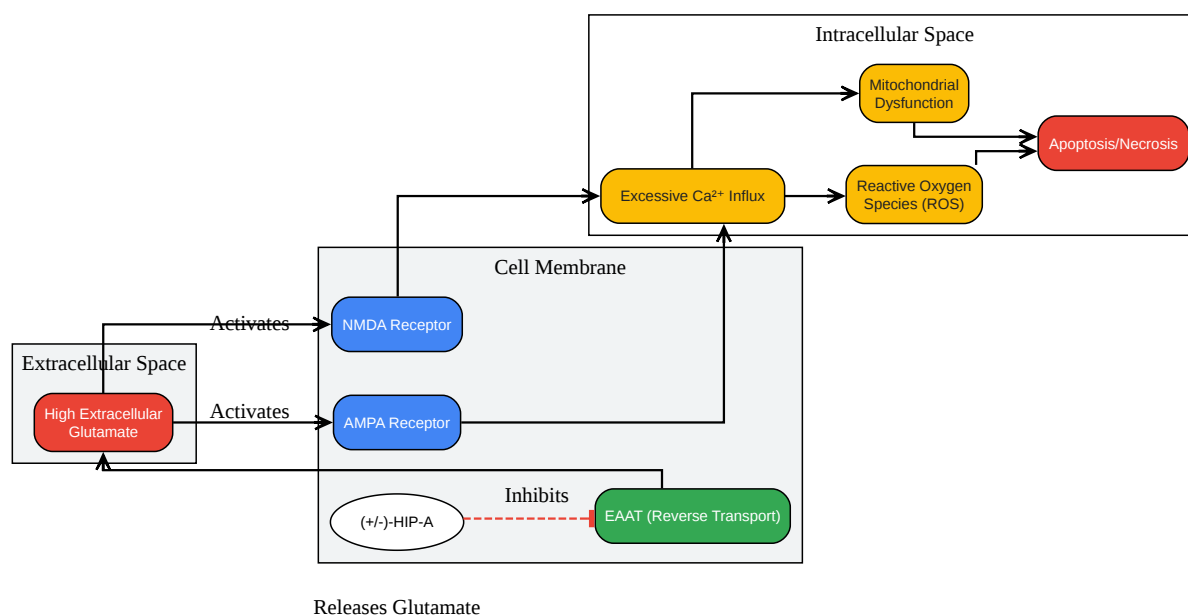 Intracellular Space
Mitochondrial
Dysfunction
Apoptosis/Necrosis
Excessive Ca²⁺ Influx
Reactive Oxygen
Species (ROS)
Cell Membrane
Activates
NMDA Receptor
Extracellular Space
High Extracellular
Glutamate
Activates
AMPA Receptor
(+/-)-HIP-A
Inhibits
EAAT (Reverse Transport)
Releases Glutamate